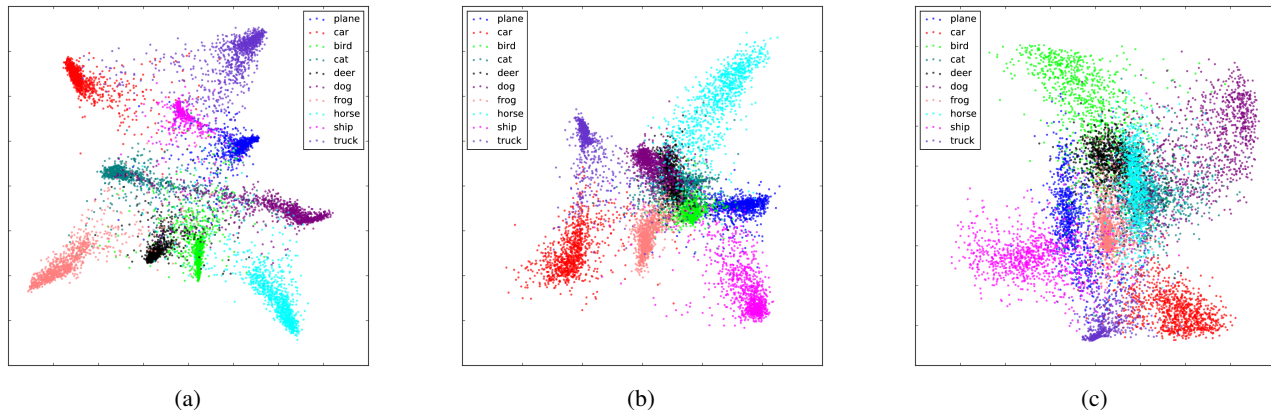 plane
car
bird
cat
deer
dog
frog
horse
ship
truck
plane
car
bird
cat
deer
dog
frog
horse
ship
truck
plane
car
bird
cat
deer
dog
frog
horse
ship
truck
(a)
(b)
(c)